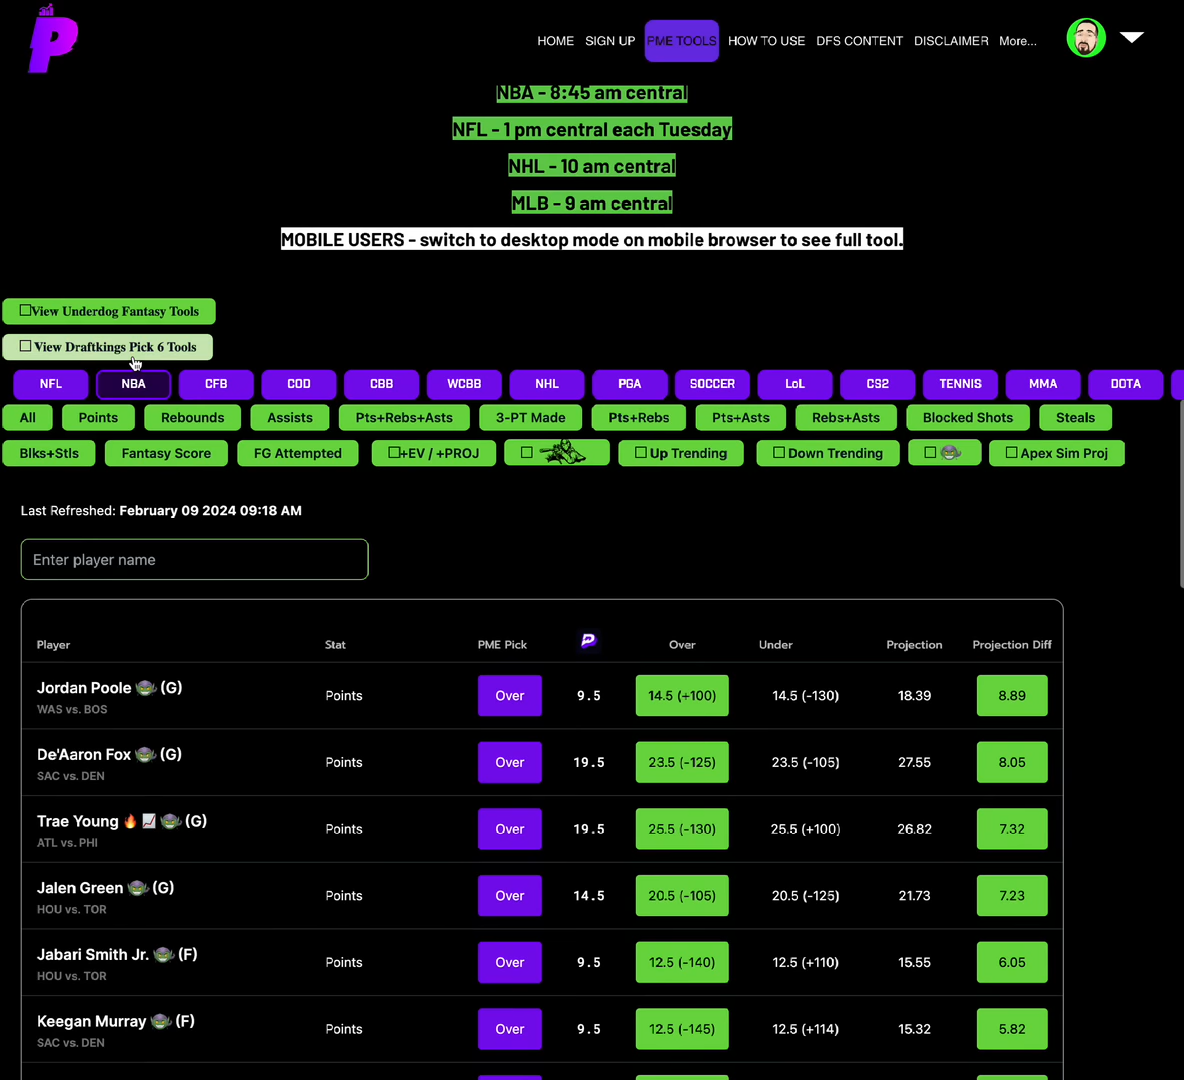 HOME SIGN UP PME TOOLS HOW TO USE DFS CONTENT DISCLAIMER More...
NBA - 8:45 am central
NFL - 1 pm central each Tuesday
NHL - 10 am central
MLB - 9 am central
MOBILE USERS - switch to desktop mode on mobile browser to see full tool.
View Underdog Fantasy Tools
View Draftkings Pick 6 Tools
NFL NBA CFB COD CBB WCBB NHL PGA SOCCER LoL CS2 TENNIS MMA DOTA
All Points Rebounds Assists Pts+Rebs+Asts 3-PT Made Pts+Rebs Pts+Asts Rebs+Asts Blocked Shots Steals
Blks+Stls Fantasy Score FG Attempted +EV / +PROJ Up Trending Down Trending Apex Sim Proj
Last Refreshed: February 09 2024 09:18 AM
Enter player name
Player Stat PME Pick P Over Under Projection Projection Diff
Jordan Poole (G) Points Over 9.5 14.5 (+100) 14.5 (-130) 18.39 8.89
WAS vs. BOS
De'Aaron Fox (G) Points Over 19.5 23.5 (-125) 23.5 (-105) 27.55 8.05
SAC vs. DEN
Trae Young (G) Points Over 19.5 25.5 (-130) 25.5 (+100) 26.82 7.32
ATL vs. PHI
Jalen Green (G) Points Over 14.5 20.5 (-105) 20.5 (-125) 21.73 7.23
HOU vs. TOR
Jabari Smith Jr. (F) Points Over 9.5 12.5 (-140) 12.5 (+110) 15.55 6.05
HOU vs. TOR
Keegan Murray (F) Points Over 9.5 12.5 (-145) 12.5 (+114) 15.32 5.82
SAC vs. DEN